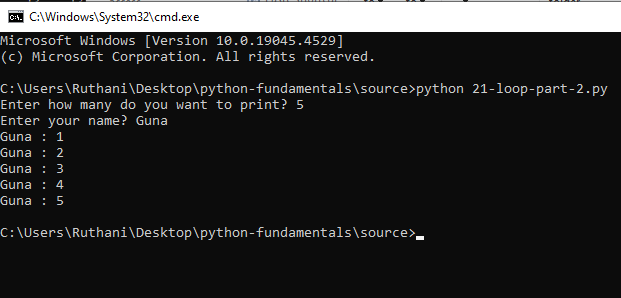 C:\Windows\System32\cmd.exe
Microsoft Windows [Version 10.0.19045.4529]
(c) Microsoft Corporation. All rights reserved.
C:\Users\Ruthani\Desktop\python-fundamentals\source>python 21-loop-part-2.py
Enter how many do you want to print? 5
Enter your name? Guna
Guna : 1
Guna : 2
Guna : 3
Guna : 4
Guna : 5
C:\Users\Ruthani\Desktop\python-fundamentals\source>